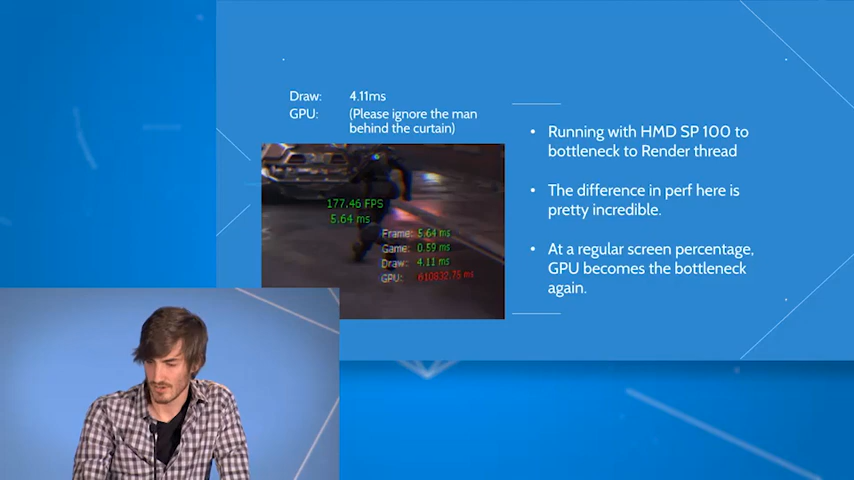 Draw: 4.11ms
GPU: (Please ignore the man
behind the curtain)
177.46 FPS
5.64 ms
Frame: 5.64 ms
Game: 0.59 ms
Draw: 4.11 ms
GPU: 610832.75 ms
• Running with HMD SP 100 to
bottleneck to Render thread
• The difference in perf here is
pretty incredible.
• At a regular screen percentage,
GPU becomes the bottleneck
again.